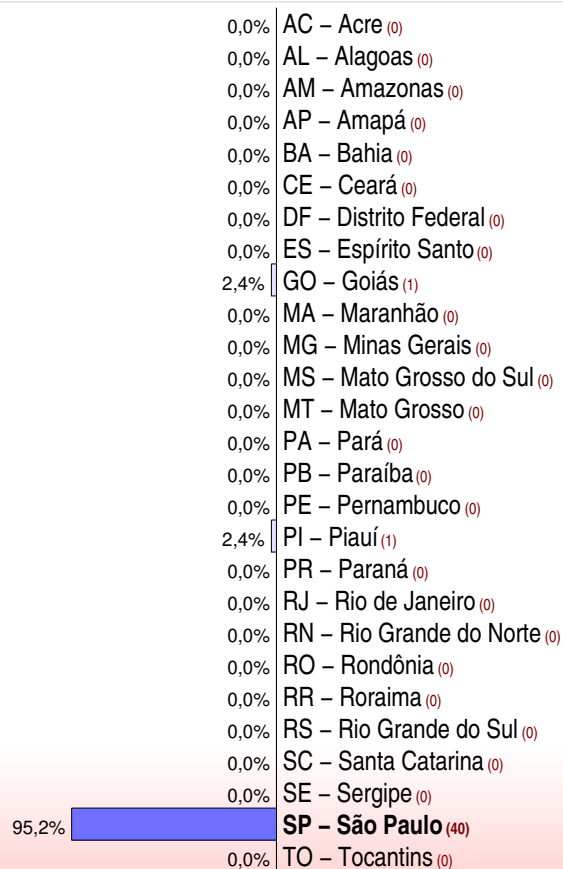 0,0% AC – Acre (0)
0,0% AL – Alagoas (0)
0,0% AM – Amazonas (0)
0,0% AP – Amapá (0)
0,0% BA – Bahia (0)
0,0% CE – Ceará (0)
0,0% DF – Distrito Federal (0)
0,0% ES – Espírito Santo (0)
2,4% GO – Goiás (1)
0,0% MA – Maranhão (0)
0,0% MG – Minas Gerais (0)
0,0% MS – Mato Grosso do Sul (0)
0,0% MT – Mato Grosso (0)
0,0% PA – Pará (0)
0,0% PB – Paraíba (0)
0,0% PE – Pernambuco (0)
2,4% PI – Piauí (1)
0,0% PR – Paraná (0)
0,0% RJ – Rio de Janeiro (0)
0,0% RN – Rio Grande do Norte (0)
0,0% RO – Rondônia (0)
0,0% RR – Roraima (0)
0,0% RS – Rio Grande do Sul (0)
0,0% SC – Santa Catarina (0)
0,0% SE – Sergipe (0)
95,2% SP – São Paulo (40)
0,0% TO – Tocantins (0)